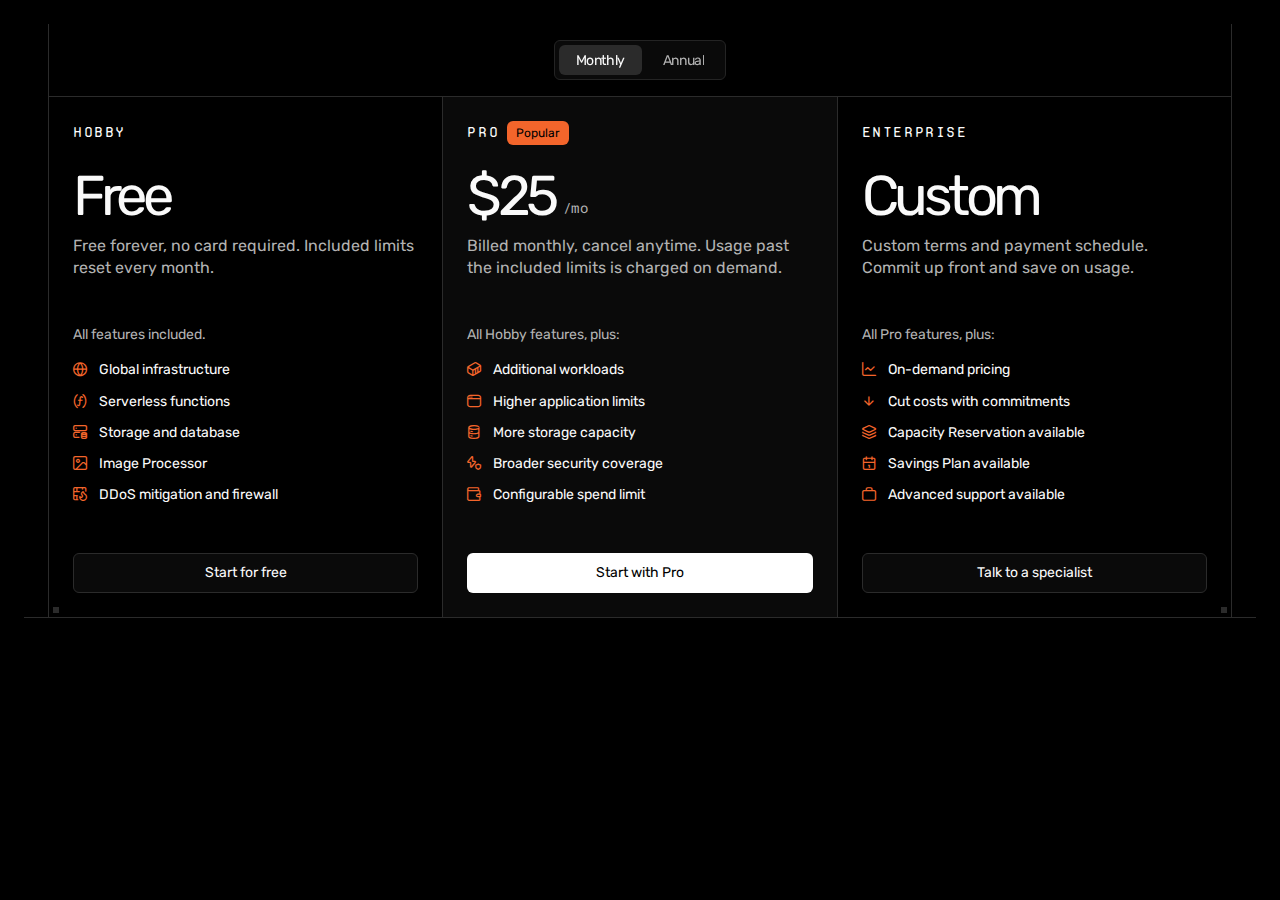 Monthly Annual
HOBBY
Free
Free forever, no card required. Included limits
reset every month.
All features included.
Global infrastructure
Serverless functions
Storage and database
Image Processor
DDoS mitigation and firewall
Start for free
PRO Popular
$25 /mo
Billed monthly, cancel anytime. Usage past
the included limits is charged on demand.
All Hobby features, plus:
Additional workloads
Higher application limits
More storage capacity
Broader security coverage
Configurable spend limit
Start with Pro
ENTERPRISE
Custom
Custom terms and payment schedule.
Commit up front and save on usage.
All Pro features, plus:
On-demand pricing
Cut costs with commitments
Capacity Reservation available
Savings Plan available
Advanced support available
Talk to a specialist